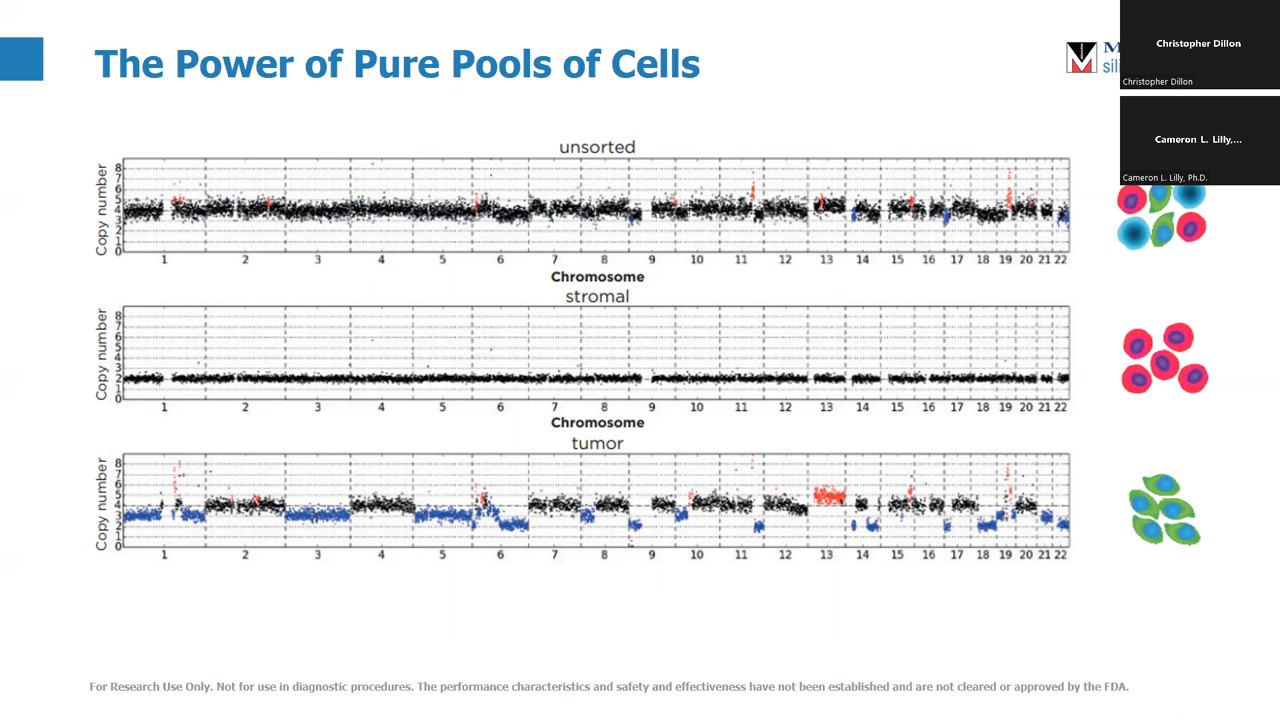 The Power of Pure Pools of Cells
M
sili
Christopher Dillon
Christopher Dillon
Cameron L. Lilly,...
Cameron L. Lilly, Ph.D.
unsorted
Copy number
8
7
6
5
4
3
2
1
0
1 2 3 4 5 6 7 8 9 10 11 12 13 14 15 16 17 18 19 20 21 22
Chromosome
stromal
Copy number
8
7
6
5
4
3
2
1
0
1 2 3 4 5 6 7 8 9 10 11 12 13 14 15 16 17 18 19 20 21 22
Chromosome
tumor
Copy number
8
7
6
5
4
3
2
1
0
1 2 3 4 5 6 7 8 9 10 11 12 13 14 15 16 17 18 19 20 21 22
For Research Use Only. Not for use in diagnostic procedures. The performance characteristics and safety and effectiveness have not been established and are not cleared or approved by the FDA.